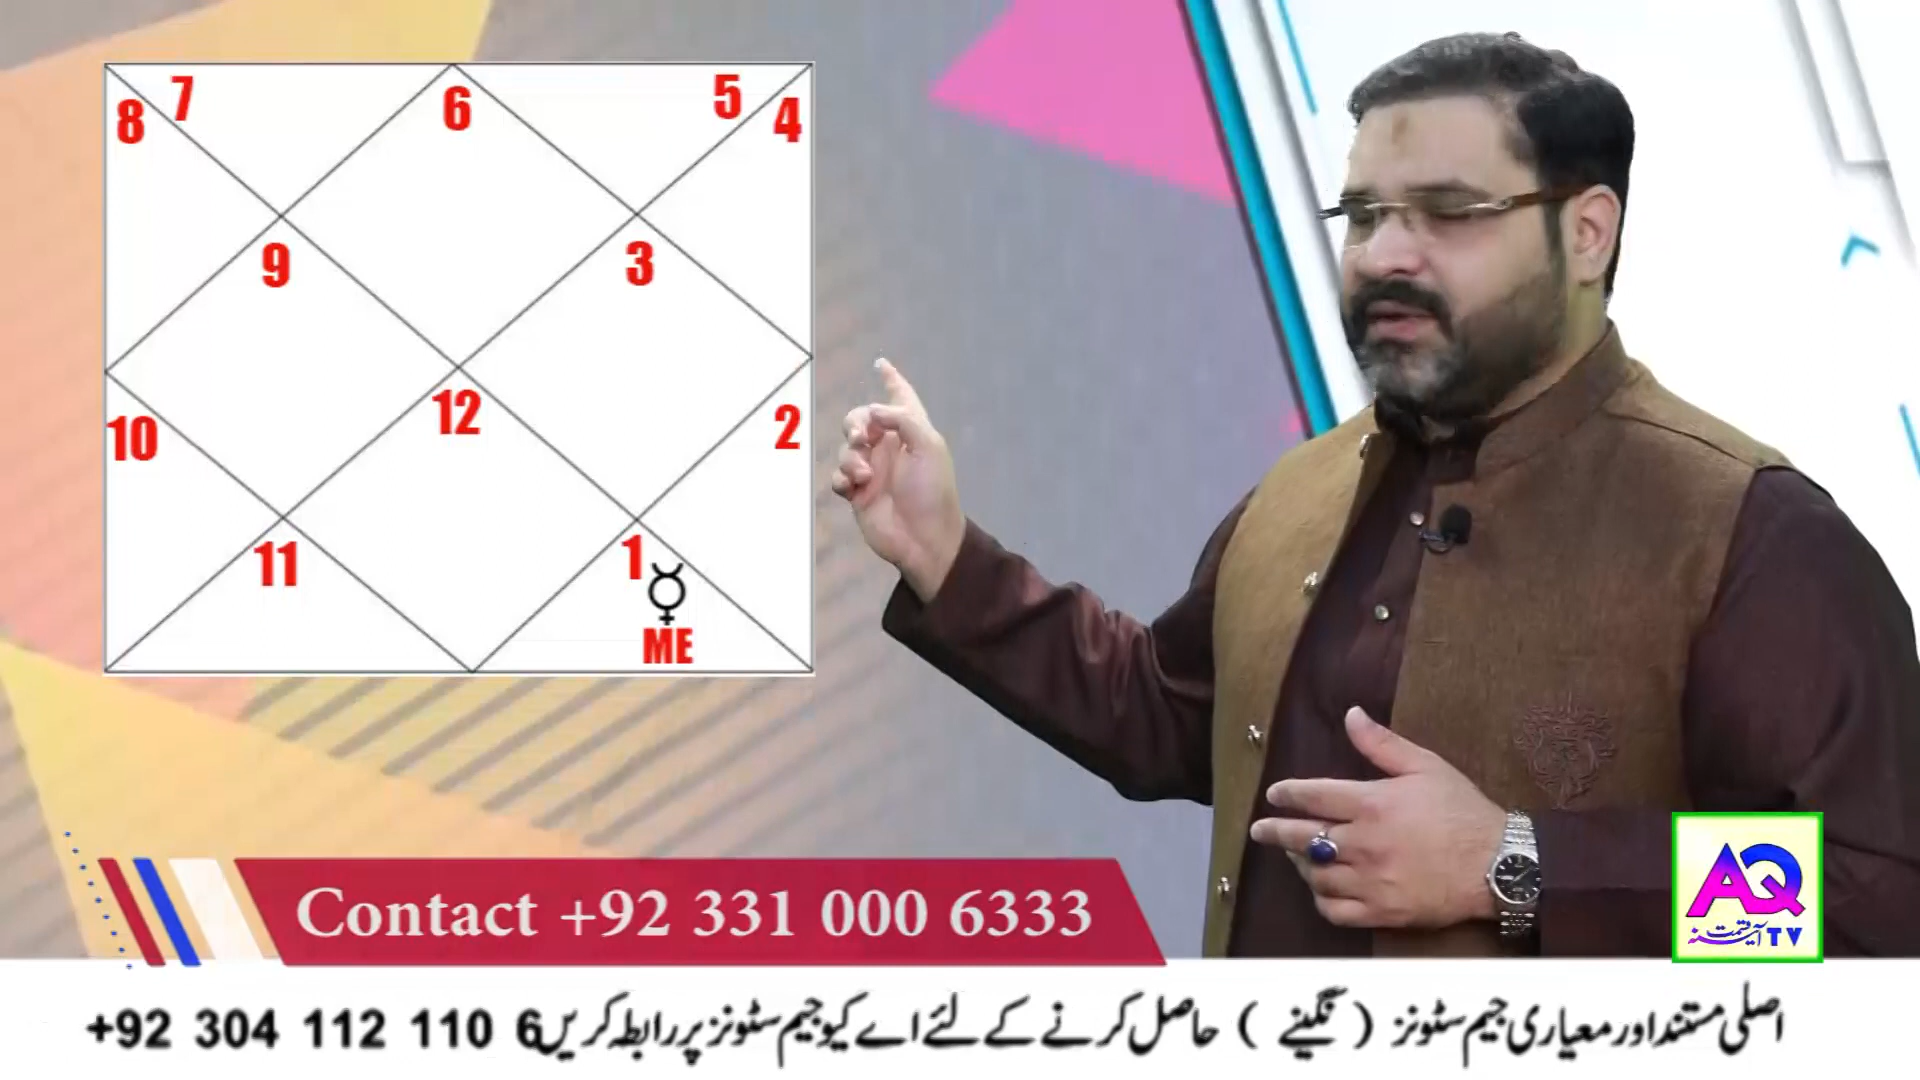 7
6
5
8
4
9
3
12
10
2
11
1
ME
Contact +92 331 000 6333
AQ
آئینہ قسمت TV
اصلی مستند اور معیاری جیم سٹونز ( نگینے ) حاصل کرنے کے لئے اے کیو جیم سٹونز پر رابطہ کریں +92 304 112 110 6